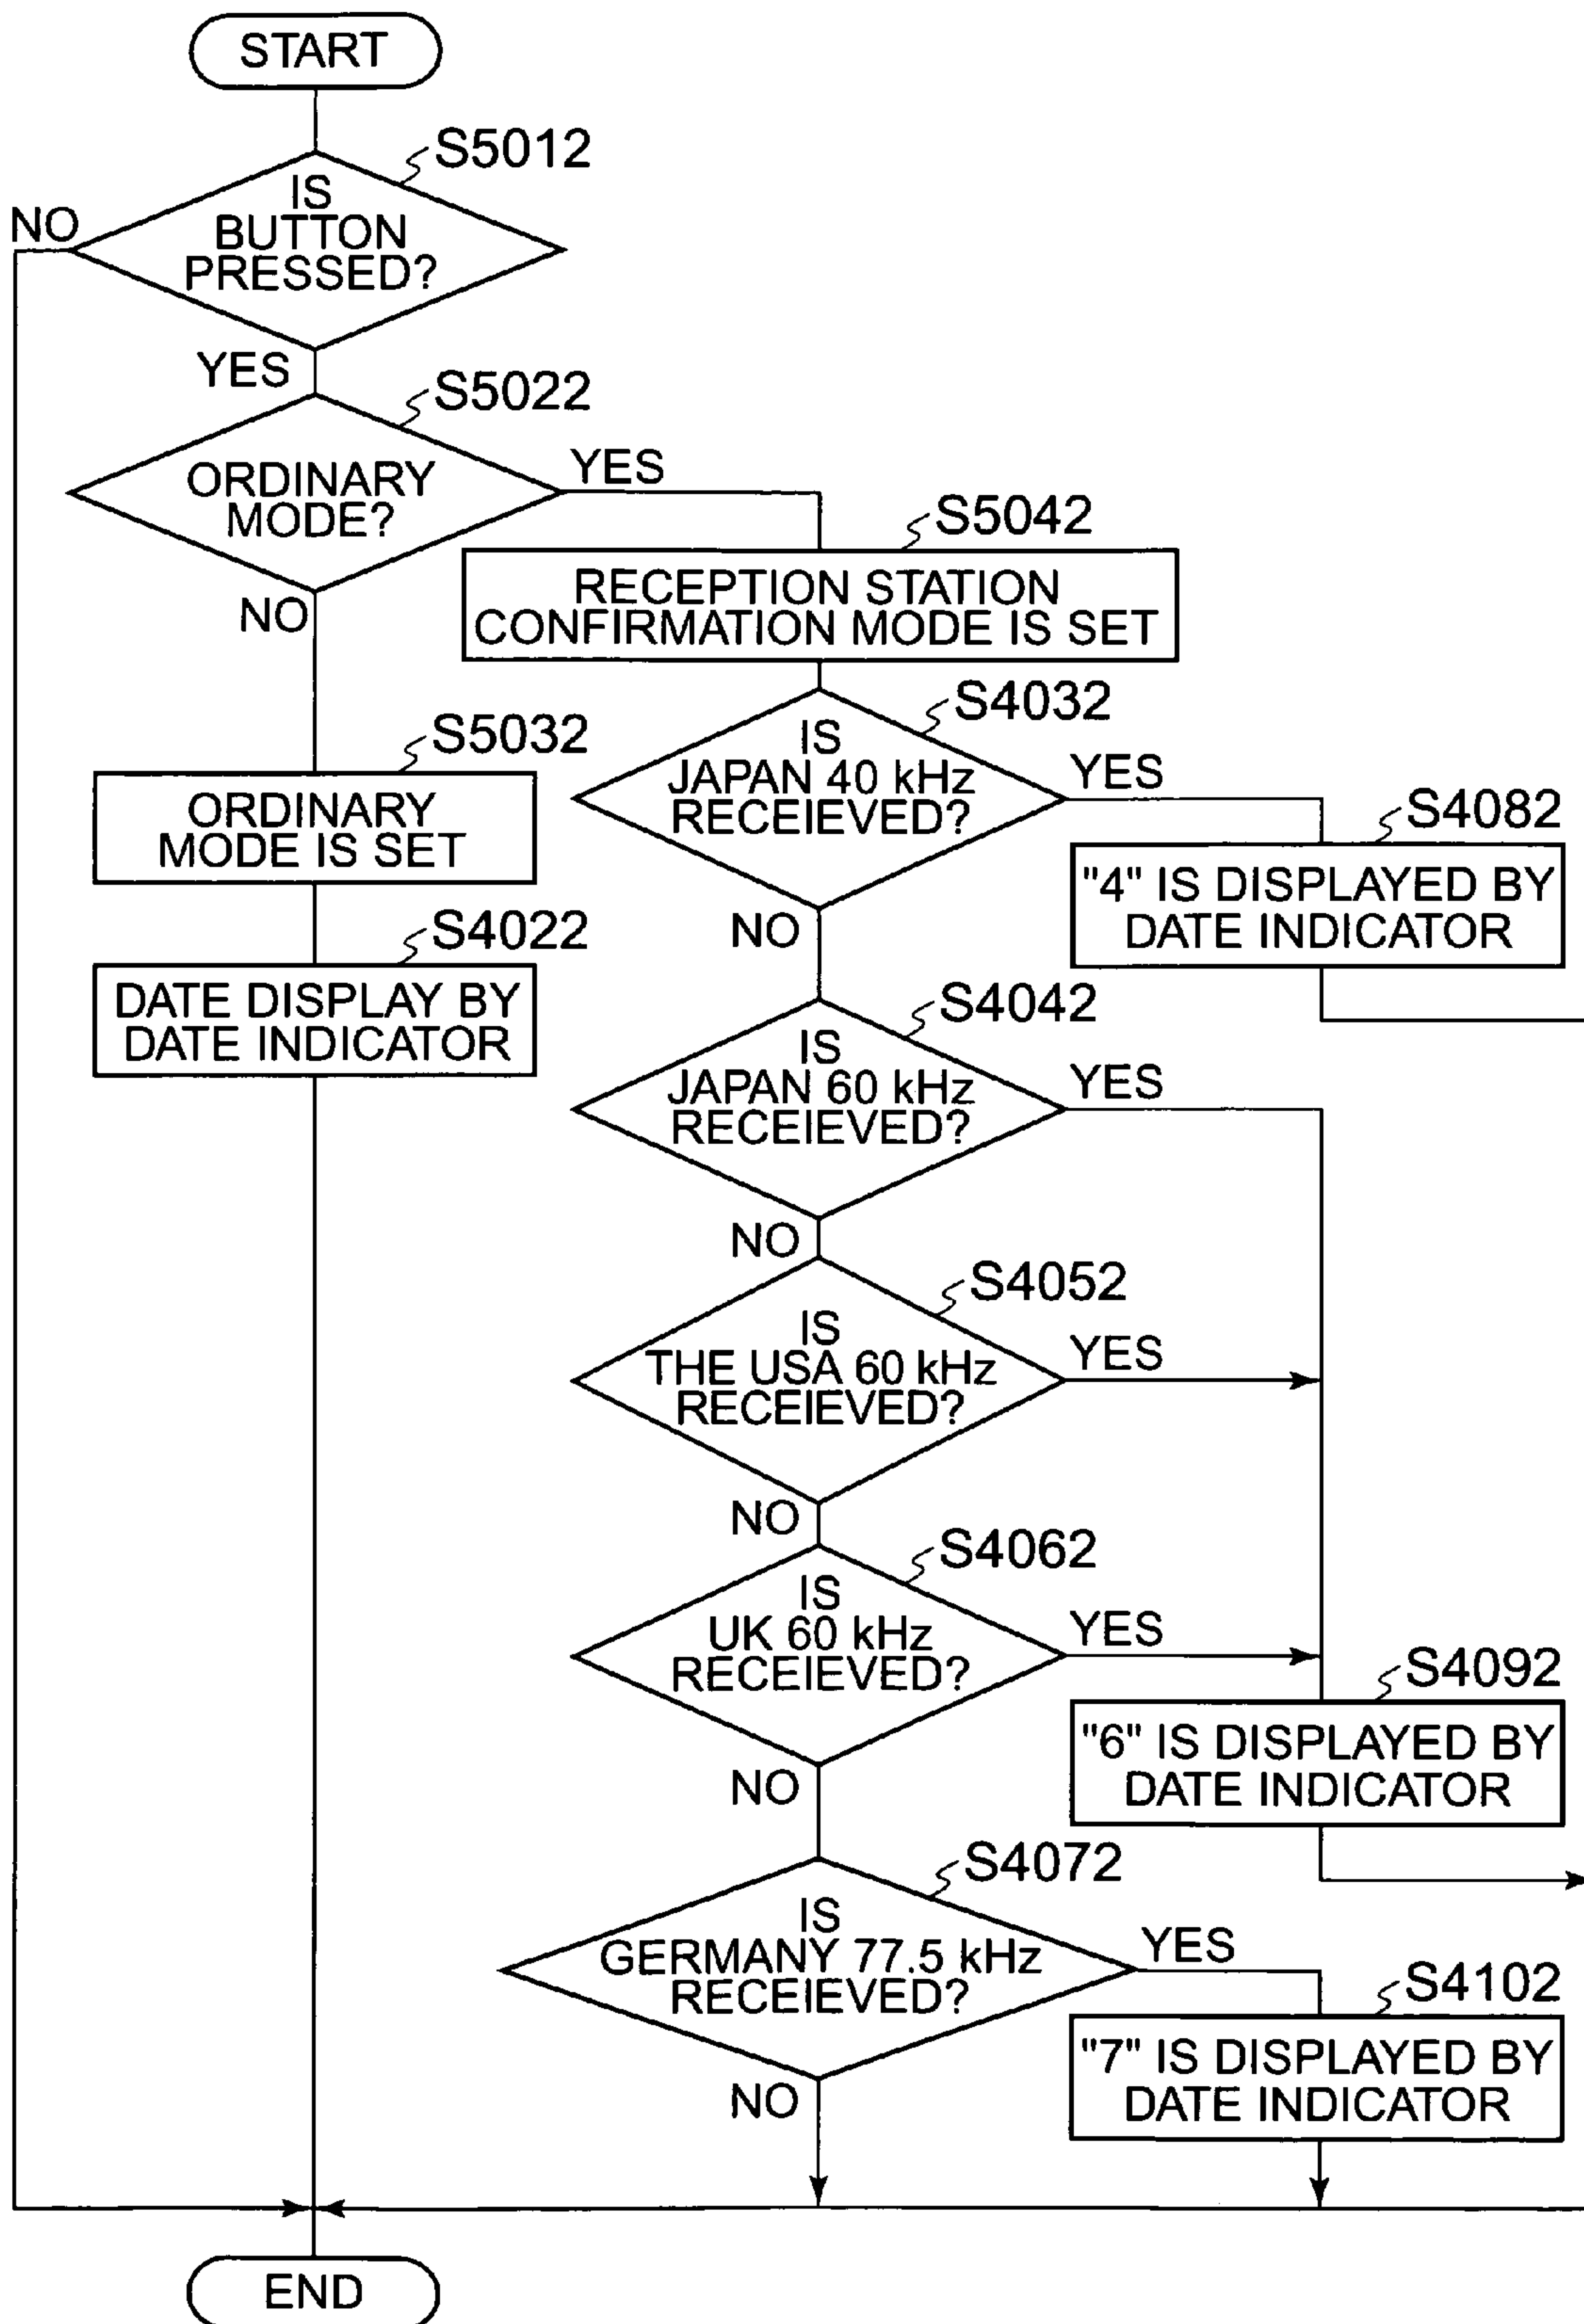 START
S5012
IS
BUTTON
PRESSED?
NO
YES
S5022
ORDINARY
MODE?
YES
NO
S5042
RECEPTION STATION
CONFIRMATION MODE IS SET
S5032
ORDINARY
MODE IS SET
S4022
DATE DISPLAY BY
DATE INDICATOR
S4032
IS
JAPAN 40 kHz
RECEIEVED?
YES
NO
S4082
"4" IS DISPLAYED BY
DATE INDICATOR
S4042
IS
JAPAN 60 kHz
RECEIEVED?
YES
NO
S4052
IS
THE USA 60 kHz
RECEIEVED?
YES
NO
S4062
IS
UK 60 kHz
RECEIEVED?
YES
NO
S4092
"6" IS DISPLAYED BY
DATE INDICATOR
S4072
IS
GERMANY 77.5 kHz
RECEIEVED?
YES
NO
S4102
"7" IS DISPLAYED BY
DATE INDICATOR
END